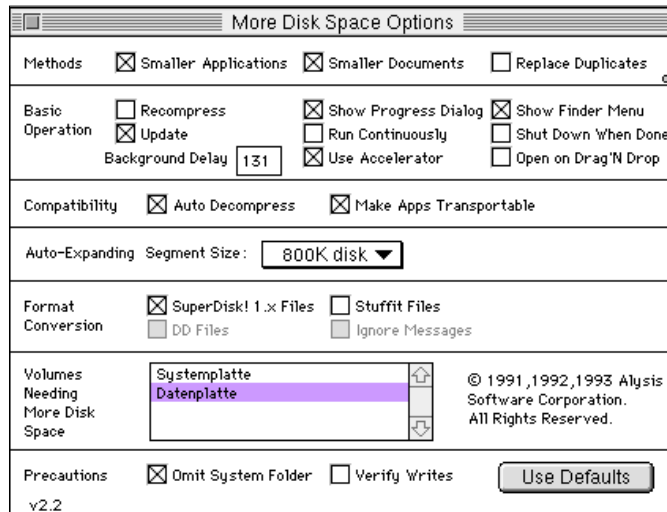 More Disk Space Options
Methods Smaller Applications Smaller Documents Replace Duplicates
Basic Operation
Recompress Show Progress Dialog Show Finder Menu
Update Run Continuously Shut Down When Done
Background Delay 131 Use Accelerator Open on Drag'N Drop
Compatibility Auto Decompress Make Apps Transportable
Auto-Expanding Segment Size: 800K disk
Format Conversion
SuperDisk! 1.x Files Stuffit Files
DD Files Ignore Messages
Volumes Needing More Disk Space
Systemplatte
Datenplatte
© 1991,1992,1993 Alysis
Software Corporation.
All Rights Reserved.
Precautions Omit System Folder Verify Writes Use Defaults
v2.2